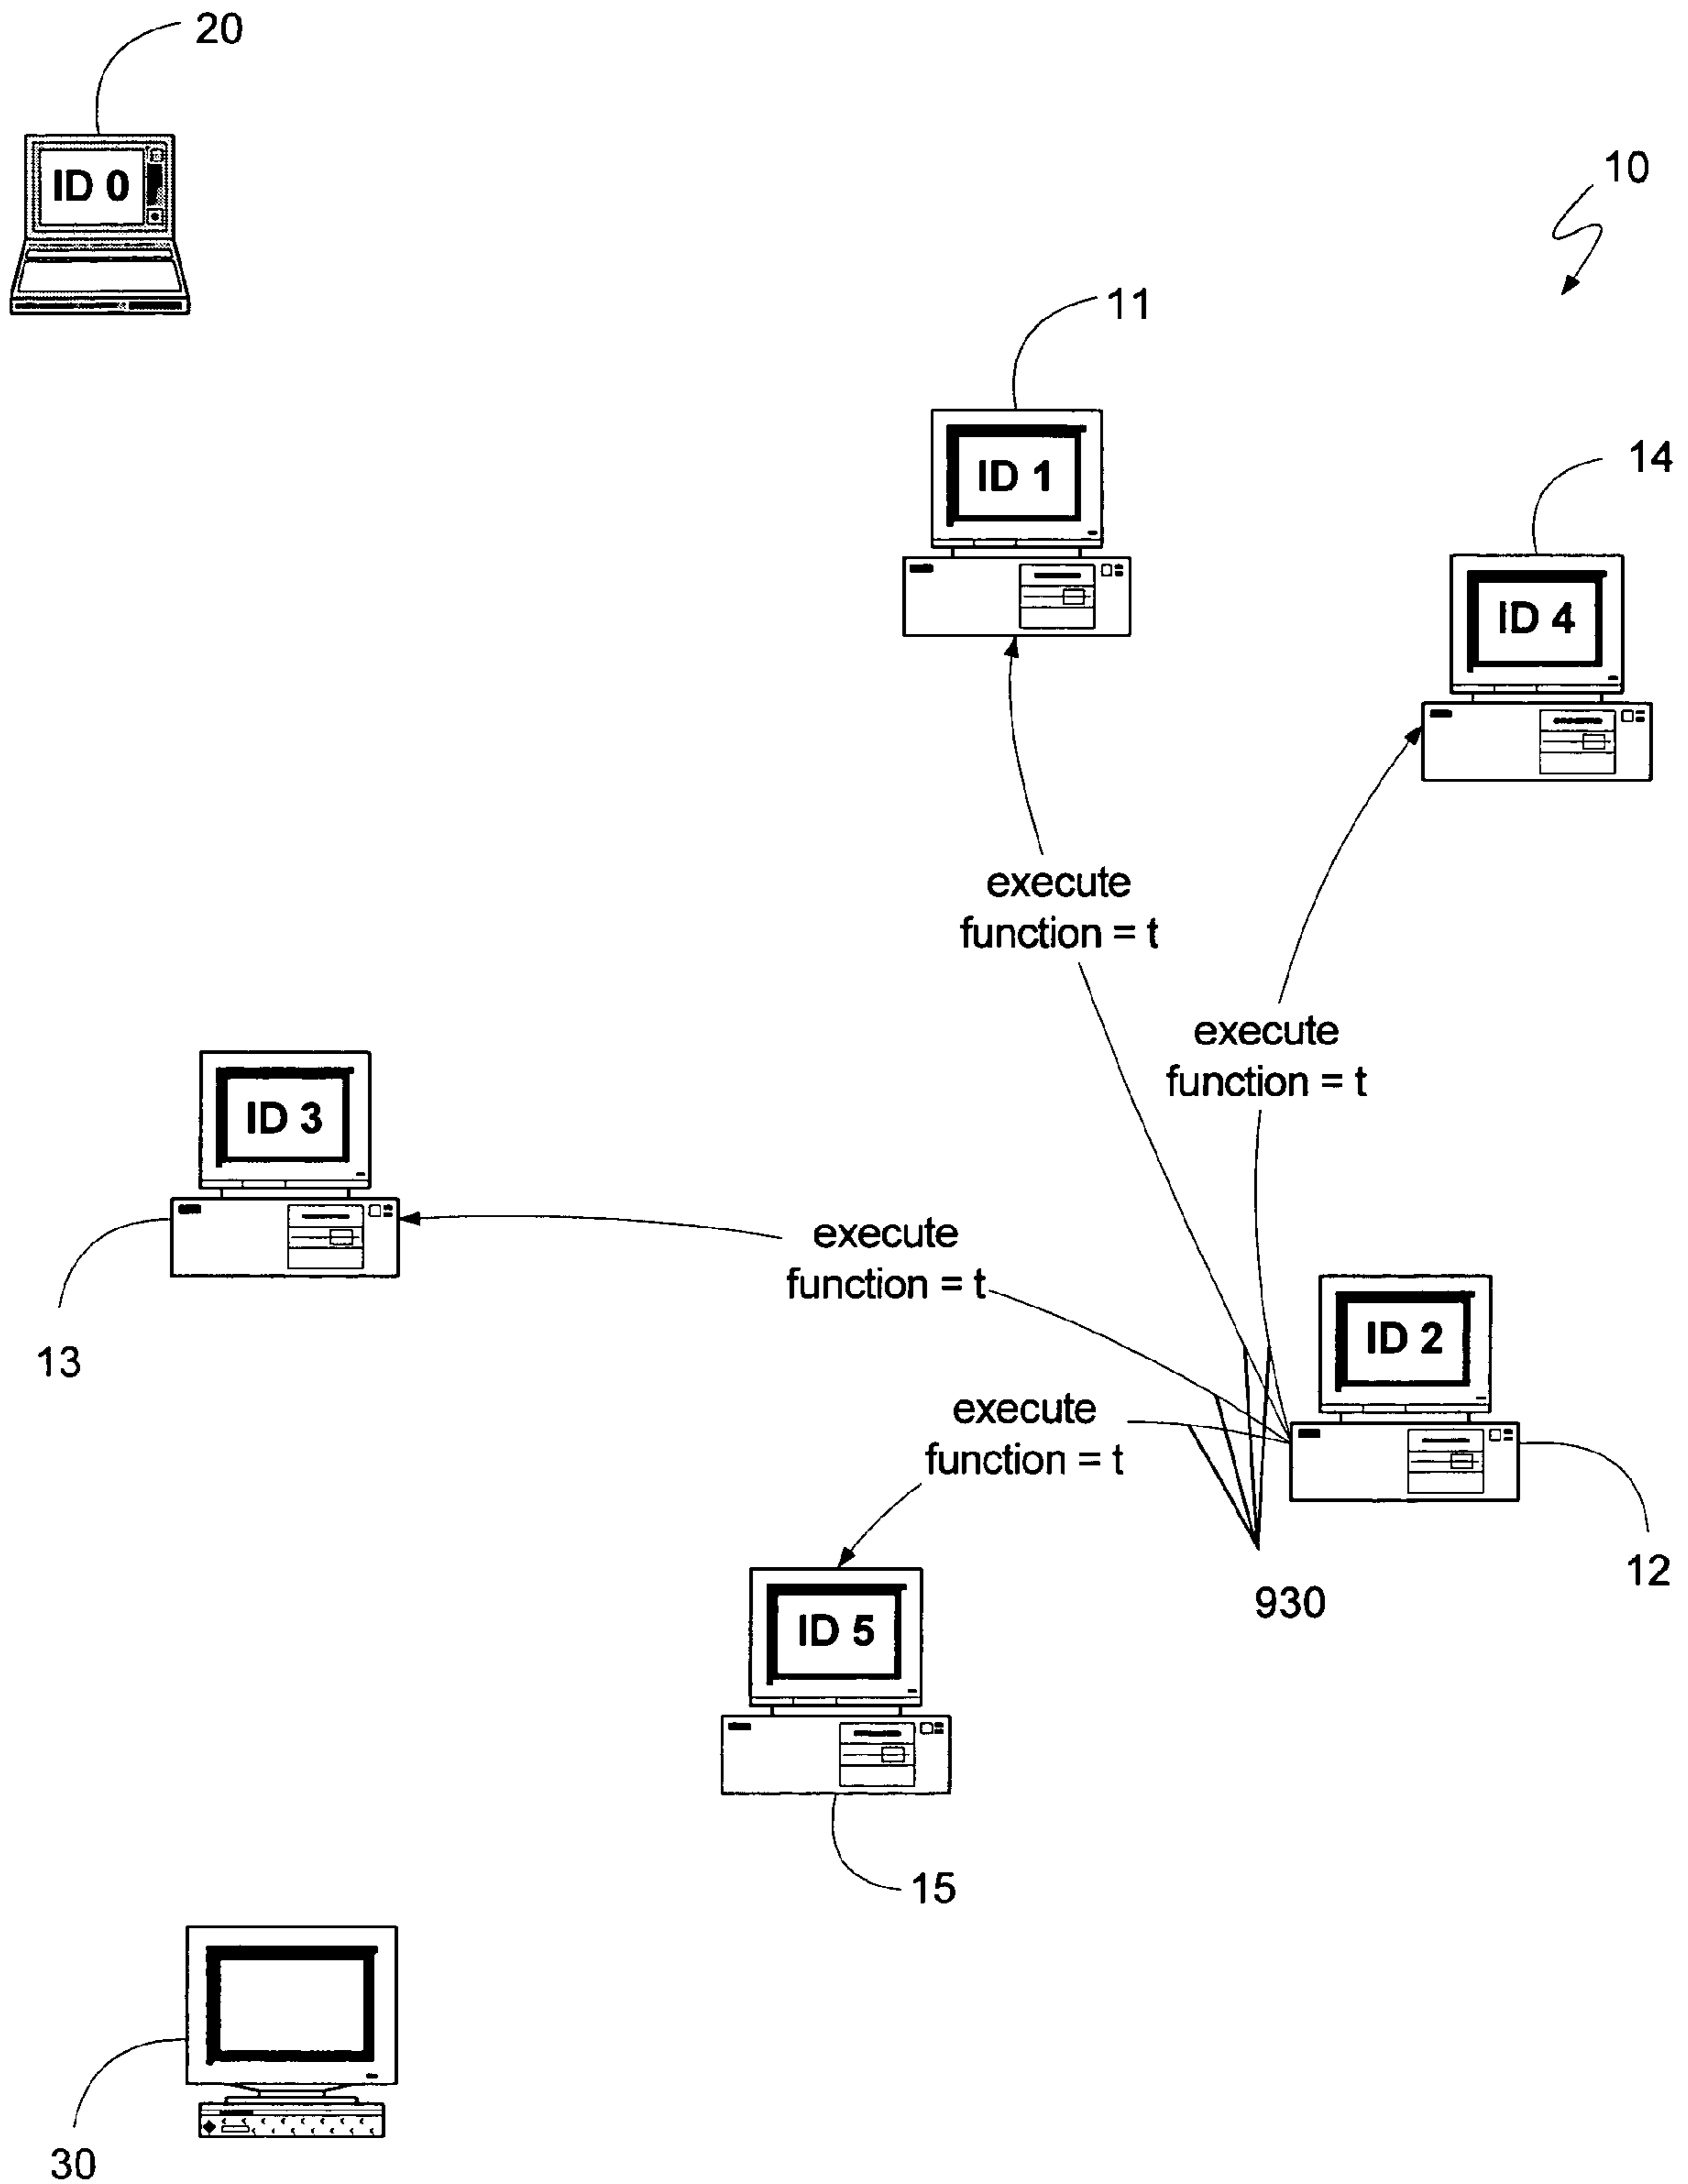 20
ID 0
10
11
ID 1
14
ID 4
execute
function = t
execute
function = t
ID 3
execute
function = t
13
ID 2
execute
function = t
12
930
ID 5
15
30